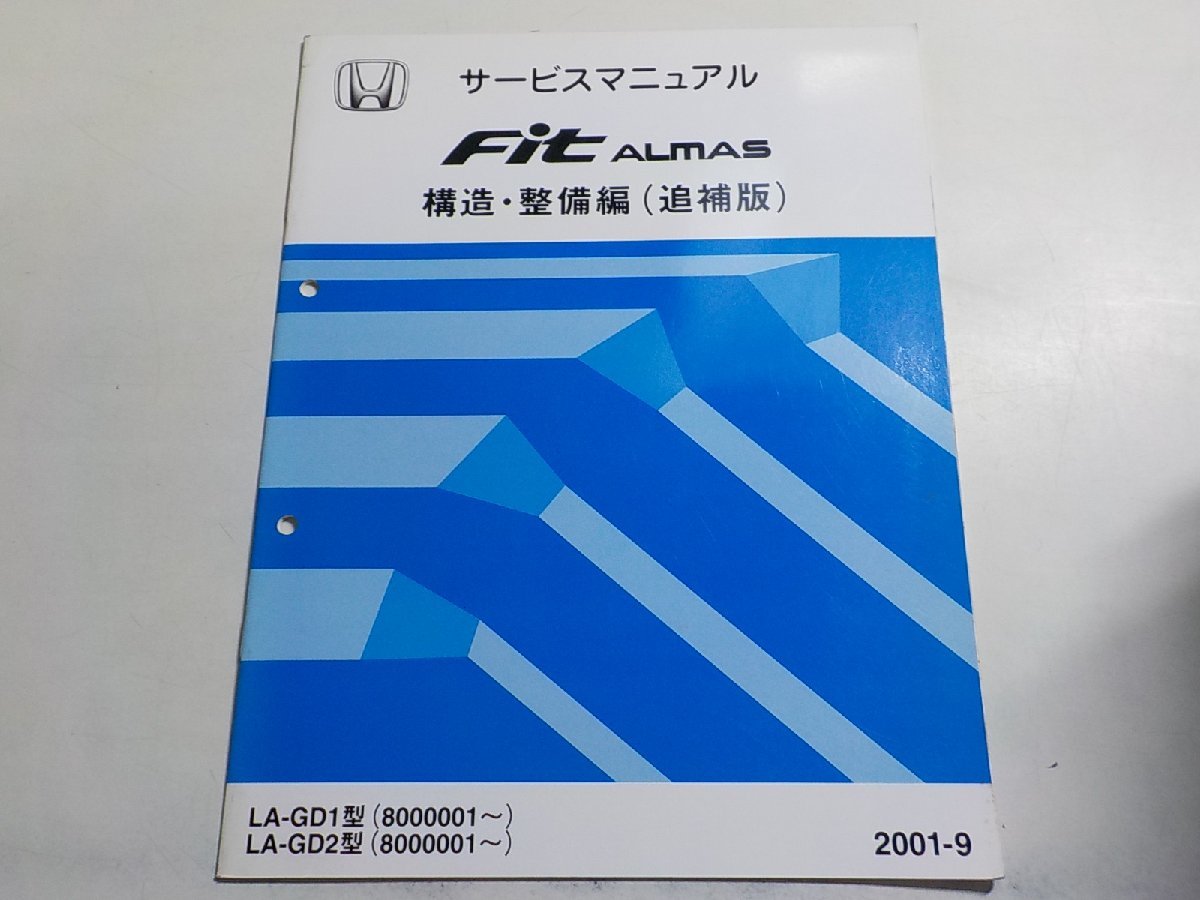 サービスマニュアル
Fit ALMAS
構造・整備編(追補版)
LA-GD1型(8000001～)
LA-GD2型(8000001～)
2001-9